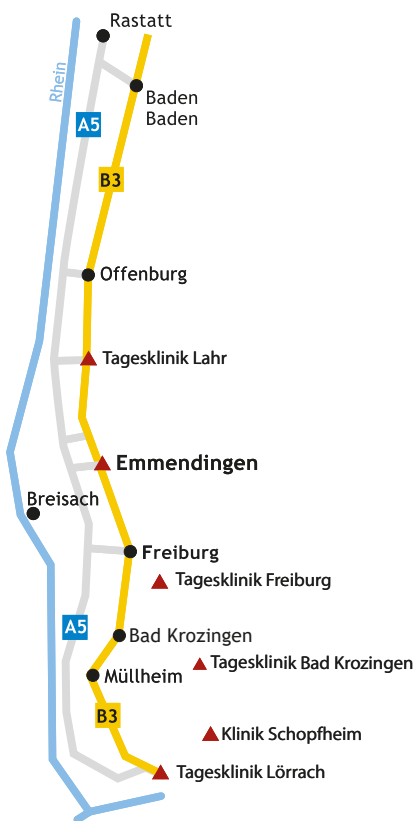 Rastatt
Rhein
Baden
Baden
A5
B3
Offenburg
Tagesklinik Lahr
Emmendingen
Breisach
Freiburg
Tagesklinik Freiburg
A5
Bad Krozingen
Tagesklinik Bad Krozingen
Müllheim
B3
Klinik Schopfheim
Tagesklinik Lörrach